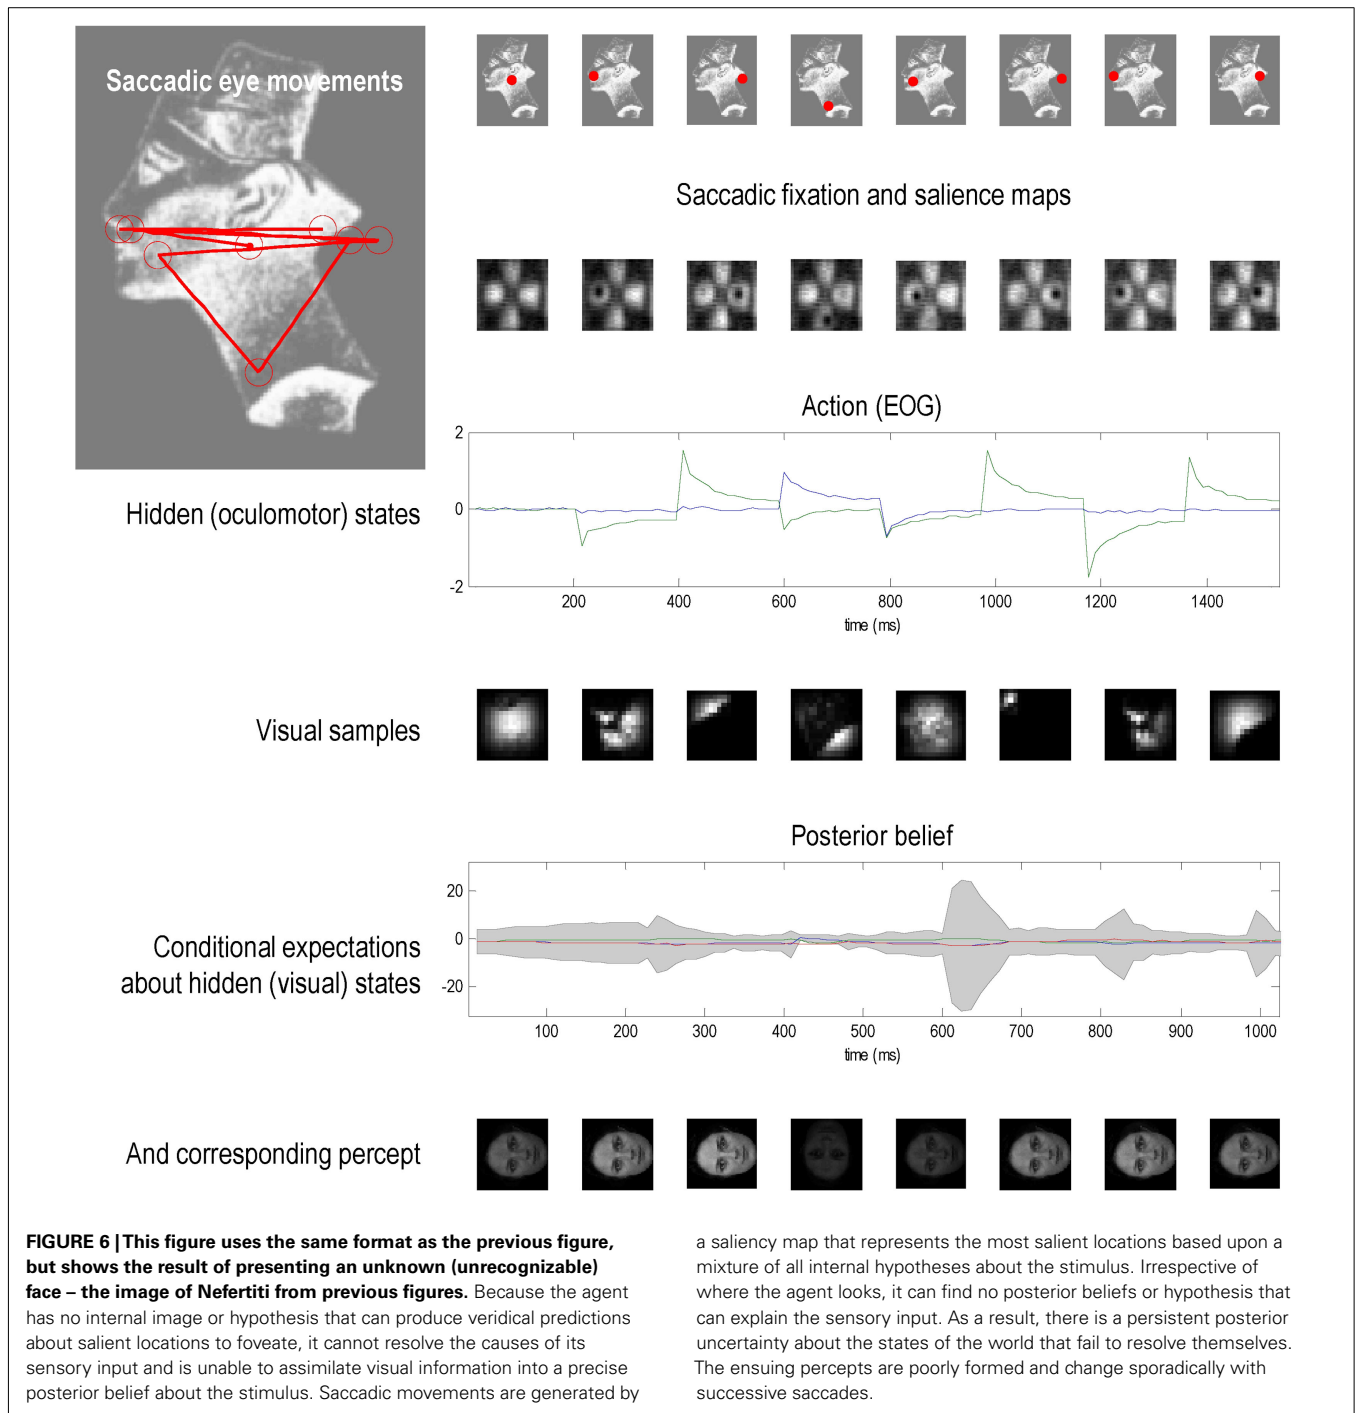 Saccadic eye movements
Saccadic fixation and salience maps
Action (EOG)
Hidden (oculomotor) states
2
0
-2
200 400 600 800 1000 1200 1400
time (ms)
Visual samples
Posterior belief
Conditional expectations
about hidden (visual) states
20
0
-20
100 200 300 400 500 600 700 800 900 1000
time (ms)
And corresponding percept
FIGURE 6 | This figure uses the same format as the previous figure,
but shows the result of presenting an unknown (unrecognizable)
face – the image of Nefertiti from previous figures. Because the agent
has no internal image or hypothesis that can produce veridical predictions
about salient locations to foveate, it cannot resolve the causes of its
sensory input and is unable to assimilate visual information into a precise
posterior belief about the stimulus. Saccadic movements are generated by
a saliency map that represents the most salient locations based upon a
mixture of all internal hypotheses about the stimulus. Irrespective of
where the agent looks, it can find no posterior beliefs or hypothesis that
can explain the sensory input. As a result, there is a persistent posterior
uncertainty about the states of the world that fail to resolve themselves.
The ensuing percepts are poorly formed and change sporadically with
successive saccades.